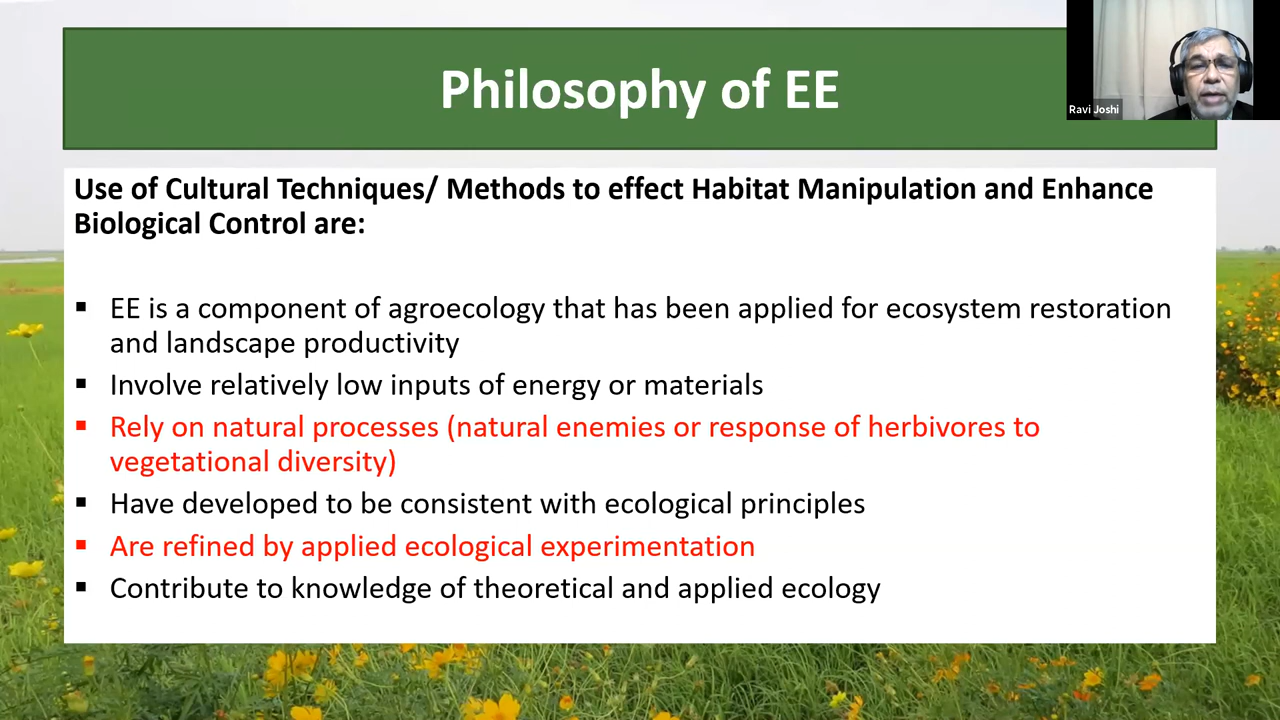 Philosophy of EE
Ravi Joshi
Use of Cultural Techniques/ Methods to effect Habitat Manipulation and Enhance
Biological Control are:
▪ EE is a component of agroecology that has been applied for ecosystem restoration
and landscape productivity
▪ Involve relatively low inputs of energy or materials
▪ Rely on natural processes (natural enemies or response of herbivores to
vegetational diversity)
▪ Have developed to be consistent with ecological principles
▪ Are refined by applied ecological experimentation
▪ Contribute to knowledge of theoretical and applied ecology